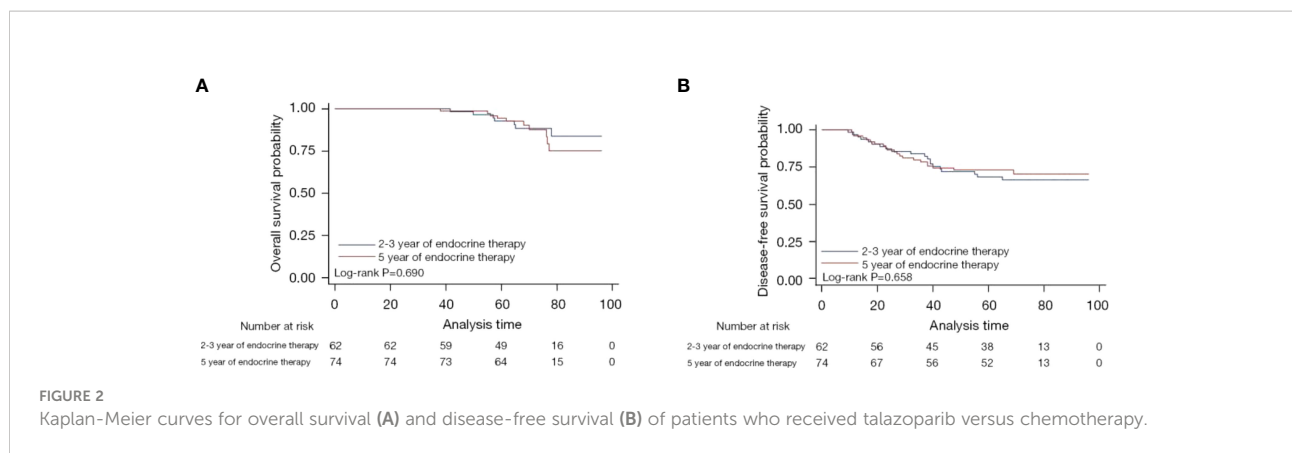 A
Overall survival probability
1.00
0.75
0.50
0.25
0.00
2-3 year of endocrine therapy
5 year of endocrine therapy
Log-rank P=0.690
0 20 40 60 80 100
Number at risk
Analysis time
2-3 year of endocrine therapy 62 62 59 49 16 0
5 year of endocrine therapy 74 74 73 64 15 0
B
Disease-free survival probability
1.00
0.75
0.50
0.25
0.00
2-3 year of endocrine therapy
5 year of endocrine therapy
Log-rank P=0.658
0 20 40 60 80 100
Number at risk
Analysis time
2-3 year of endocrine therapy 62 56 45 38 13 0
5 year of endocrine therapy 74 67 56 52 13 0
FIGURE 2
Kaplan-Meier curves for overall survival (A) and disease-free survival (B) of patients who received talazoparib versus chemotherapy.